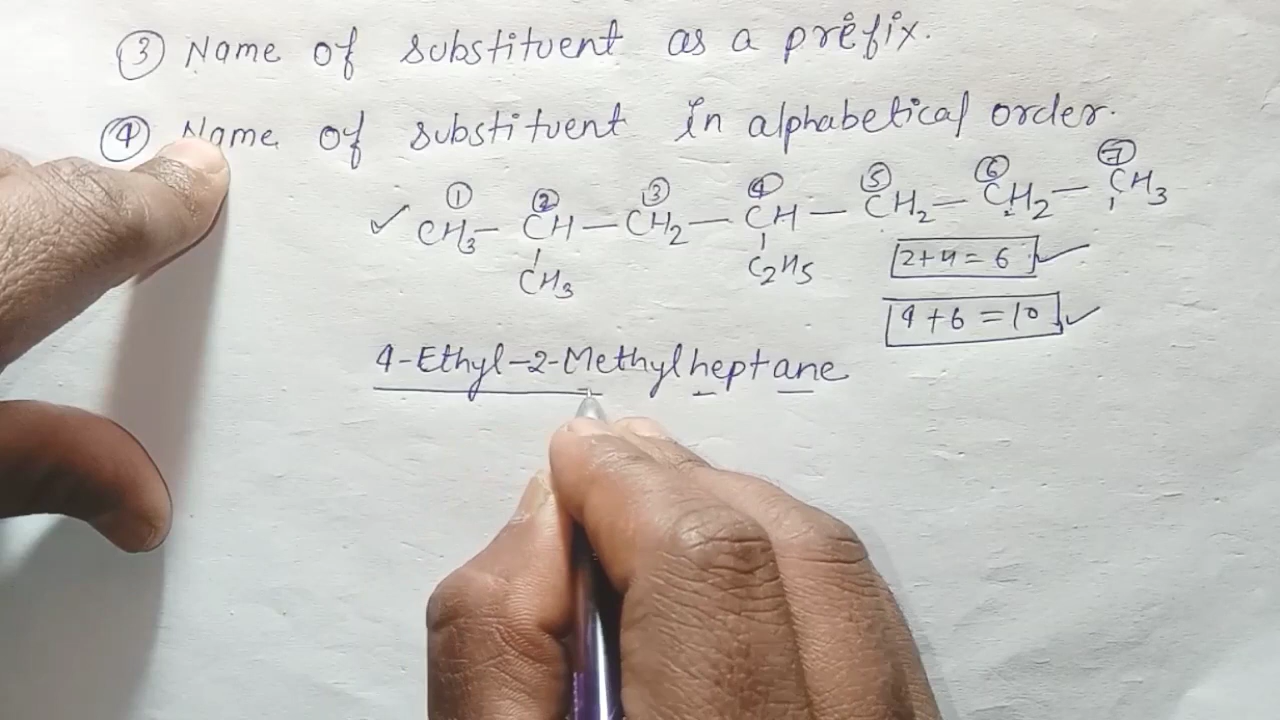 ③ Name of substituent as a prefix.
④ Name of substituent in alphabetical order.
① ② ③ ④ ⑤ ⑥ ⑦
✓ CH3 – CH – CH2 – CH – CH2 – CH2 – CH3
CH3 C2H5
2+4=6 ✓
4+6=10 ✓
4-Ethyl-2-Methylheptane